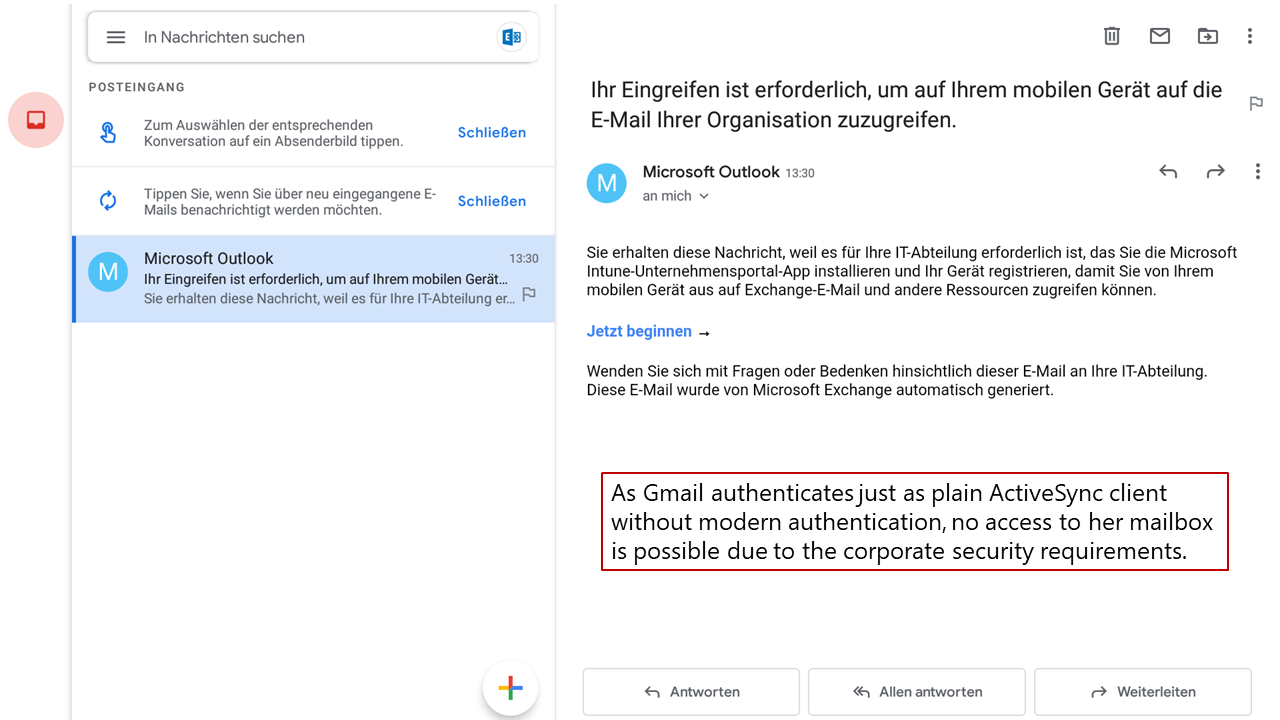 In Nachrichten suchen
POSTEINGANG
Zum Auswählen der entsprechenden
Konversation auf ein Absenderbild tippen.
Schließen
Tippen Sie, wenn Sie über neu eingegangene E-
Mails benachrichtigt werden möchten.
Schließen
M
Microsoft Outlook
13:30
Ihr Eingreifen ist erforderlich, um auf Ihrem mobilen Gerät...
Sie erhalten diese Nachricht, weil es für Ihre IT-Abteilung er...
Ihr Eingreifen ist erforderlich, um auf Ihrem mobilen Gerät auf die
E-Mail Ihrer Organisation zuzugreifen.
M
Microsoft Outlook 13:30
an mich
Sie erhalten diese Nachricht, weil es für Ihre IT-Abteilung erforderlich ist, das Sie die Microsoft
Intune-Unternehmensportal-App installieren und Ihr Gerät registrieren, damit Sie von Ihrem
mobilen Gerät aus auf Exchange-E-Mail und andere Ressourcen zugreifen können.
Jetzt beginnen →
Wenden Sie sich mit Fragen oder Bedenken hinsichtlich dieser E-Mail an Ihre IT-Abteilung.
Diese E-Mail wurde von Microsoft Exchange automatisch generiert.
As Gmail authenticates just as plain ActiveSync client
without modern authentication, no access to her mailbox
is possible due to the corporate security requirements.
Antworten
Allen antworten
Weiterleiten